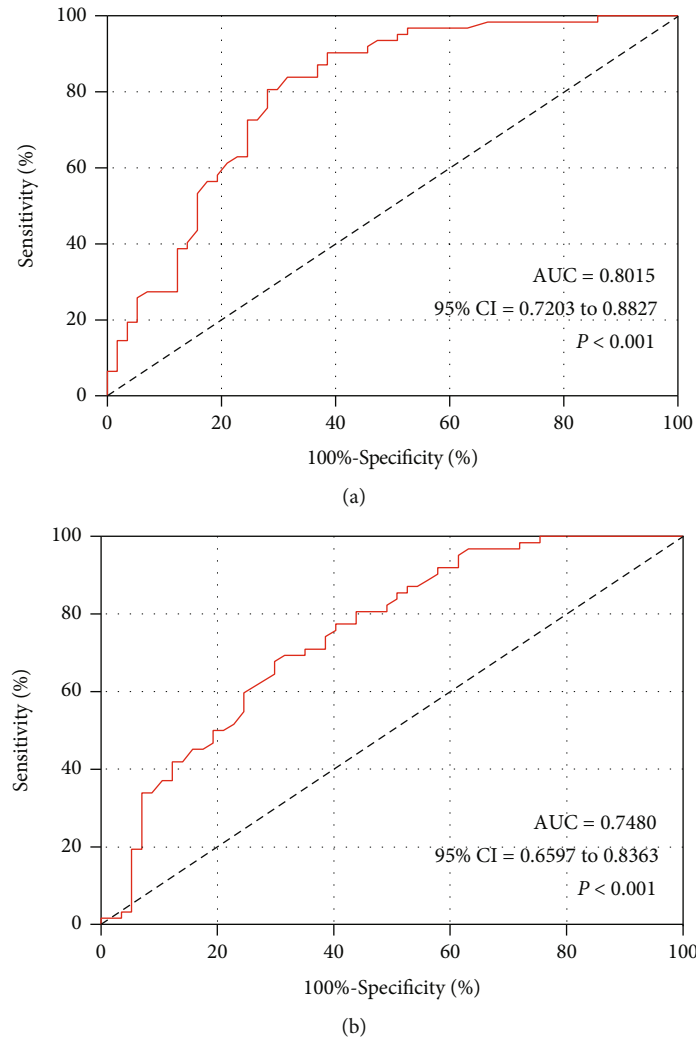 100
80
60
40
20
0
Sensitivity (%)
AUC = 0.8015
95% CI = 0.7203 to 0.8827
P < 0.001
0 20 40 60 80 100
100%-Specificity (%)
(a)
100
80
60
40
20
0
Sensitivity (%)
AUC = 0.7480
95% CI = 0.6597 to 0.8363
P < 0.001
0 20 40 60 80 100
100%-Specificity (%)
(b)